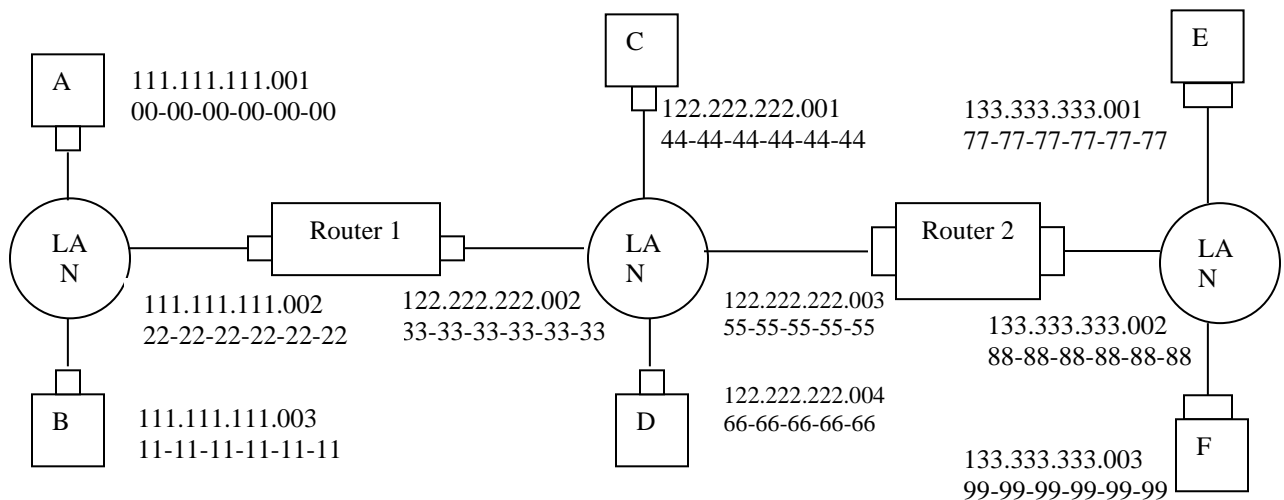 A
111.111.111.001
00-00-00-00-00-00
C
122.222.222.001
44-44-44-44-44-44
E
133.333.333.001
77-77-77-77-77-77
LA
N
Router 1
LA
N
Router 2
LA
N
111.111.111.002
22-22-22-22-22-22
122.222.222.002
33-33-33-33-33-33
122.222.222.003
55-55-55-55-55
133.333.333.002
88-88-88-88-88-88
B
111.111.111.003
11-11-11-11-11-11
D
122.222.222.004
66-66-66-66-66
F
133.333.333.003
99-99-99-99-99-99